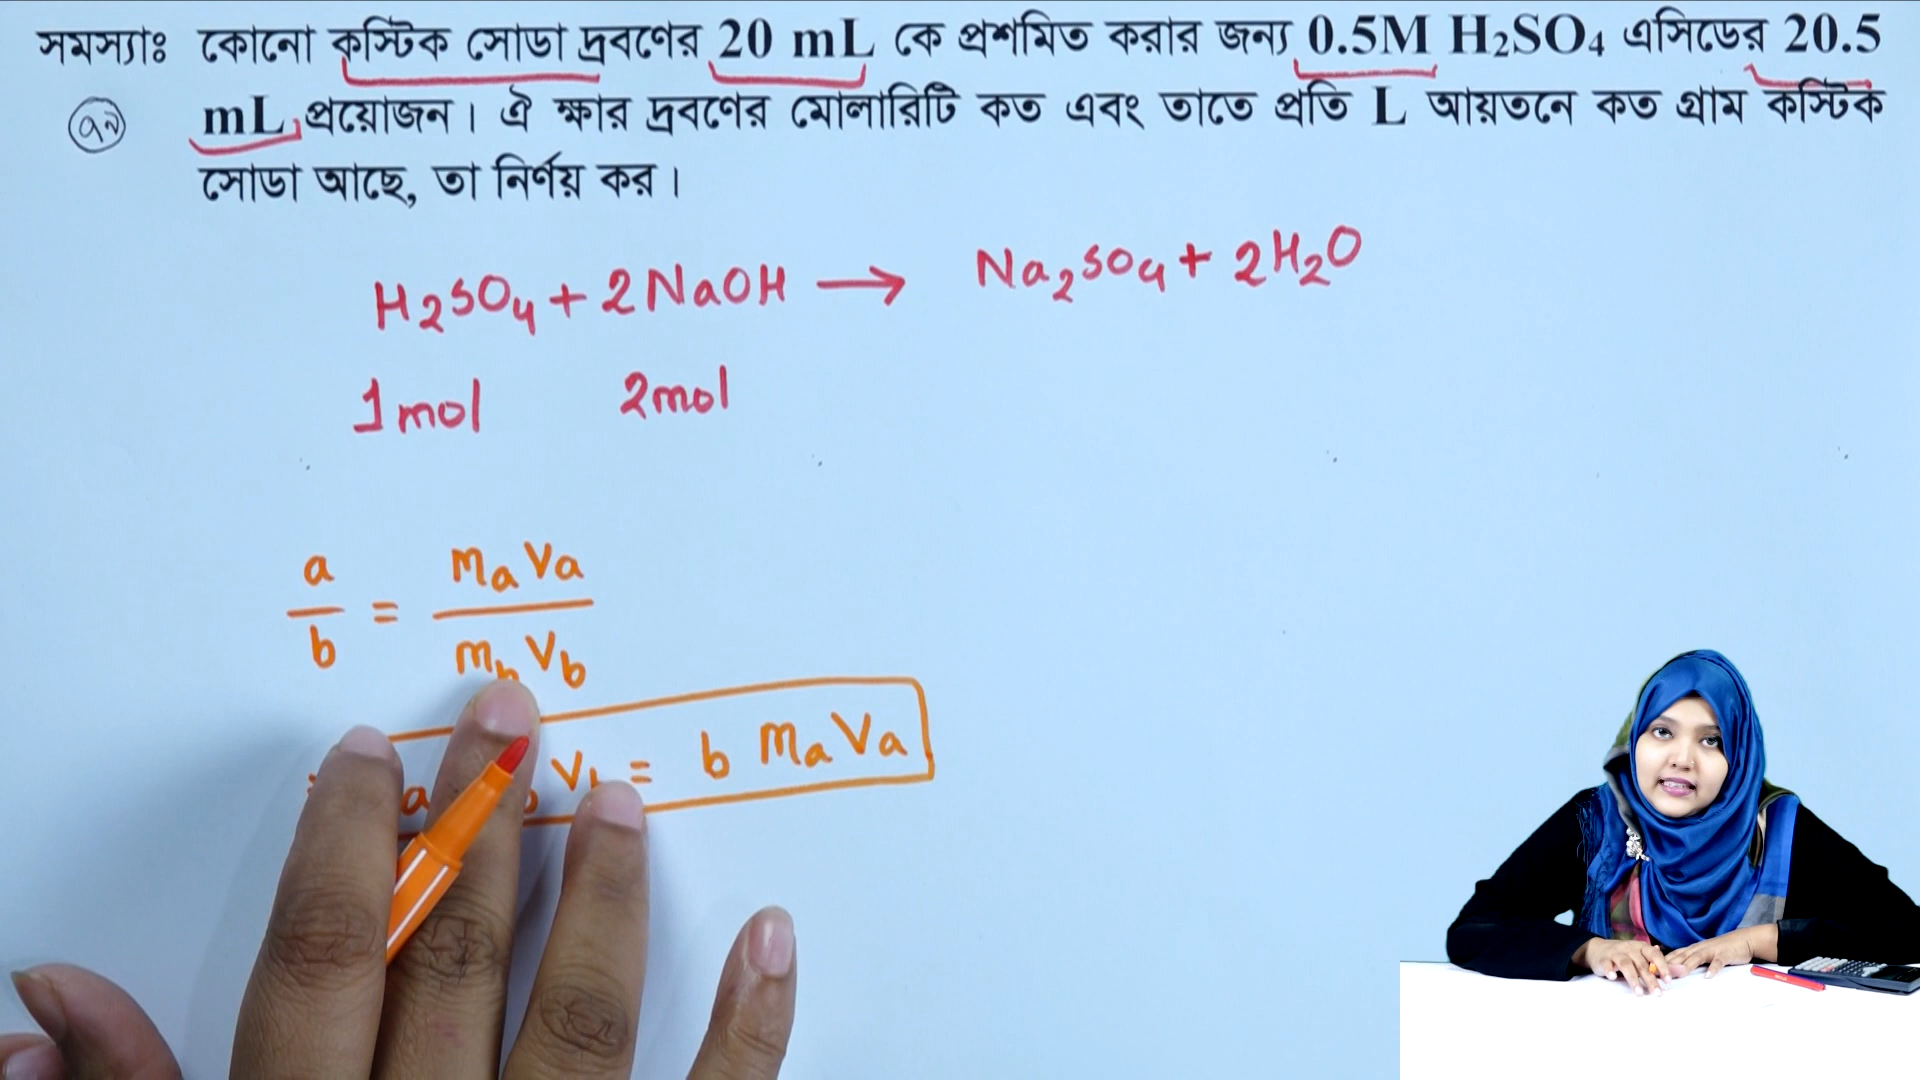 সমস্যাঃ কোনো কস্টিক সোডা দ্রবণের 20 mL কে প্রশমিত করার জন্য 0.5M H₂SO₄ এসিডের 20.5
mL প্রয়োজন। ঐ ক্ষার দ্রবণের মোলারিটি কত এবং তাতে প্রতি L আয়তনে কত গ্রাম কস্টিক
সোডা আছে, তা নির্ণয় কর।
H₂SO₄ + 2NaOH → Na₂SO₄ + 2H₂O
1mol 2mol
a/b = MaVa/MbVb
a V = b MaVa